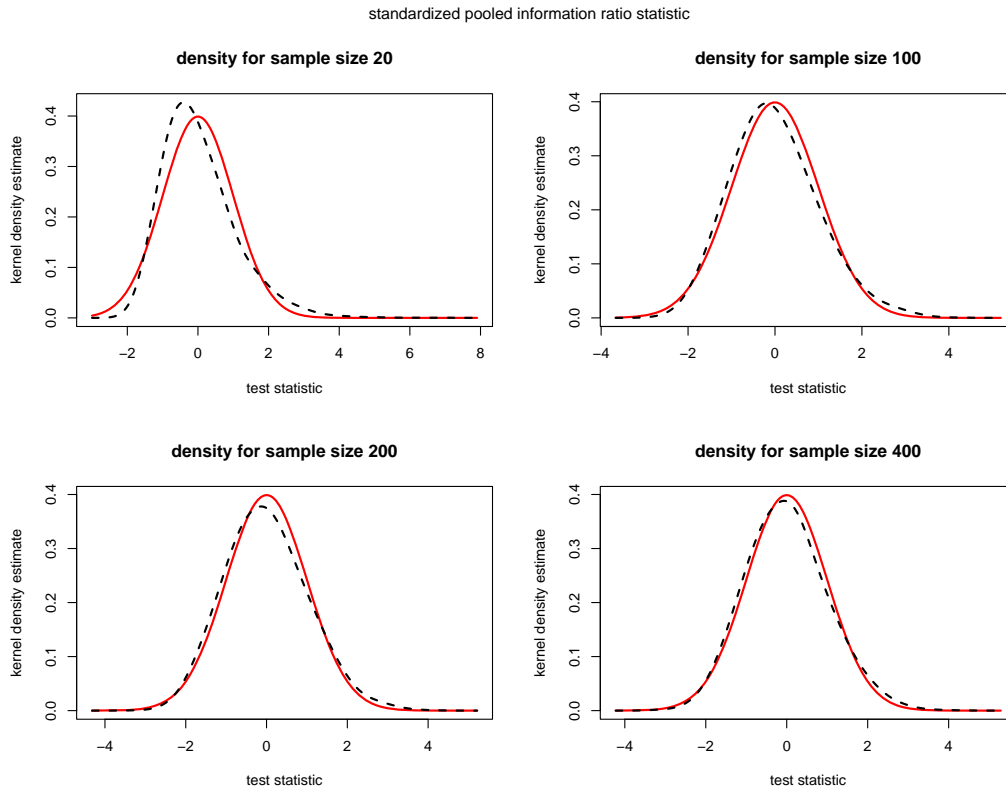 standardized pooled information ratio statistic
density for sample size 20
kernel density estimate
0.0 0.1 0.2 0.3 0.4
−2 0 2 4 6 8
test statistic
density for sample size 100
kernel density estimate
0.0 0.1 0.2 0.3 0.4
−4 −2 0 2 4
test statistic
density for sample size 200
kernel density estimate
0.0 0.1 0.2 0.3 0.4
−4 −2 0 2 4
test statistic
density for sample size 400
kernel density estimate
0.0 0.1 0.2 0.3 0.4
−4 −2 0 2 4
test statistic